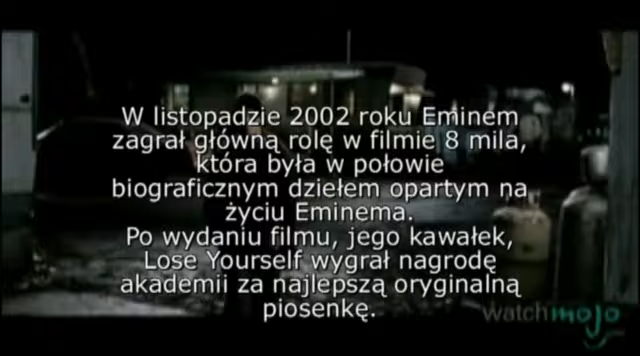 W listopadzie 2002 roku Eminem
zagrał główną rolę w filmie 8 mila,
która była w połowie
biograficznym dziełem opartym na
życiu Eminema.
Po wydaniu filmu, jego kawałek,
Lose Yourself wygrał nagrodę
akademii za najlepszą oryginalną
piosenkę.
watchmojo